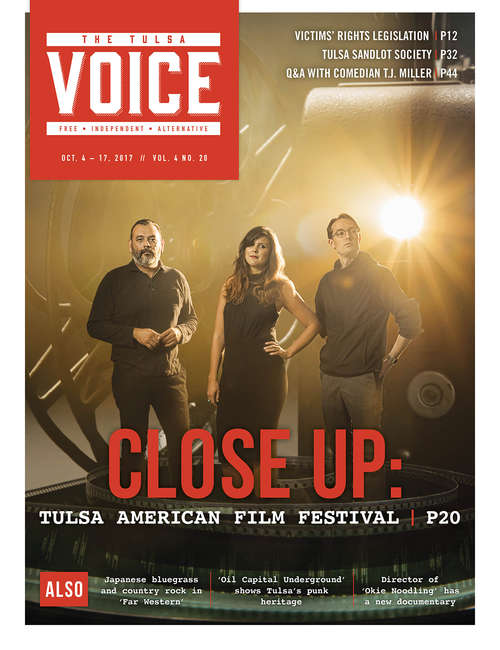 THE TULSA
VOICE
FREE • INDEPENDENT • ALTERNATIVE
OCT. 4 – 17, 2017 // VOL. 4 NO. 20
VICTIMS' RIGHTS LEGISLATION | P12
TULSA SANDLOT SOCIETY | P32
Q&A WITH COMEDIAN T.J. MILLER | P44
CLOSE UP:
TULSA AMERICAN FILM FESTIVAL | P20
ALSO
Japanese bluegrass
and country rock in
'Far Western'
'Oil Capital Underground'
shows Tulsa's punk
heritage
Director of
'Okie Noodling' has
a new documentary